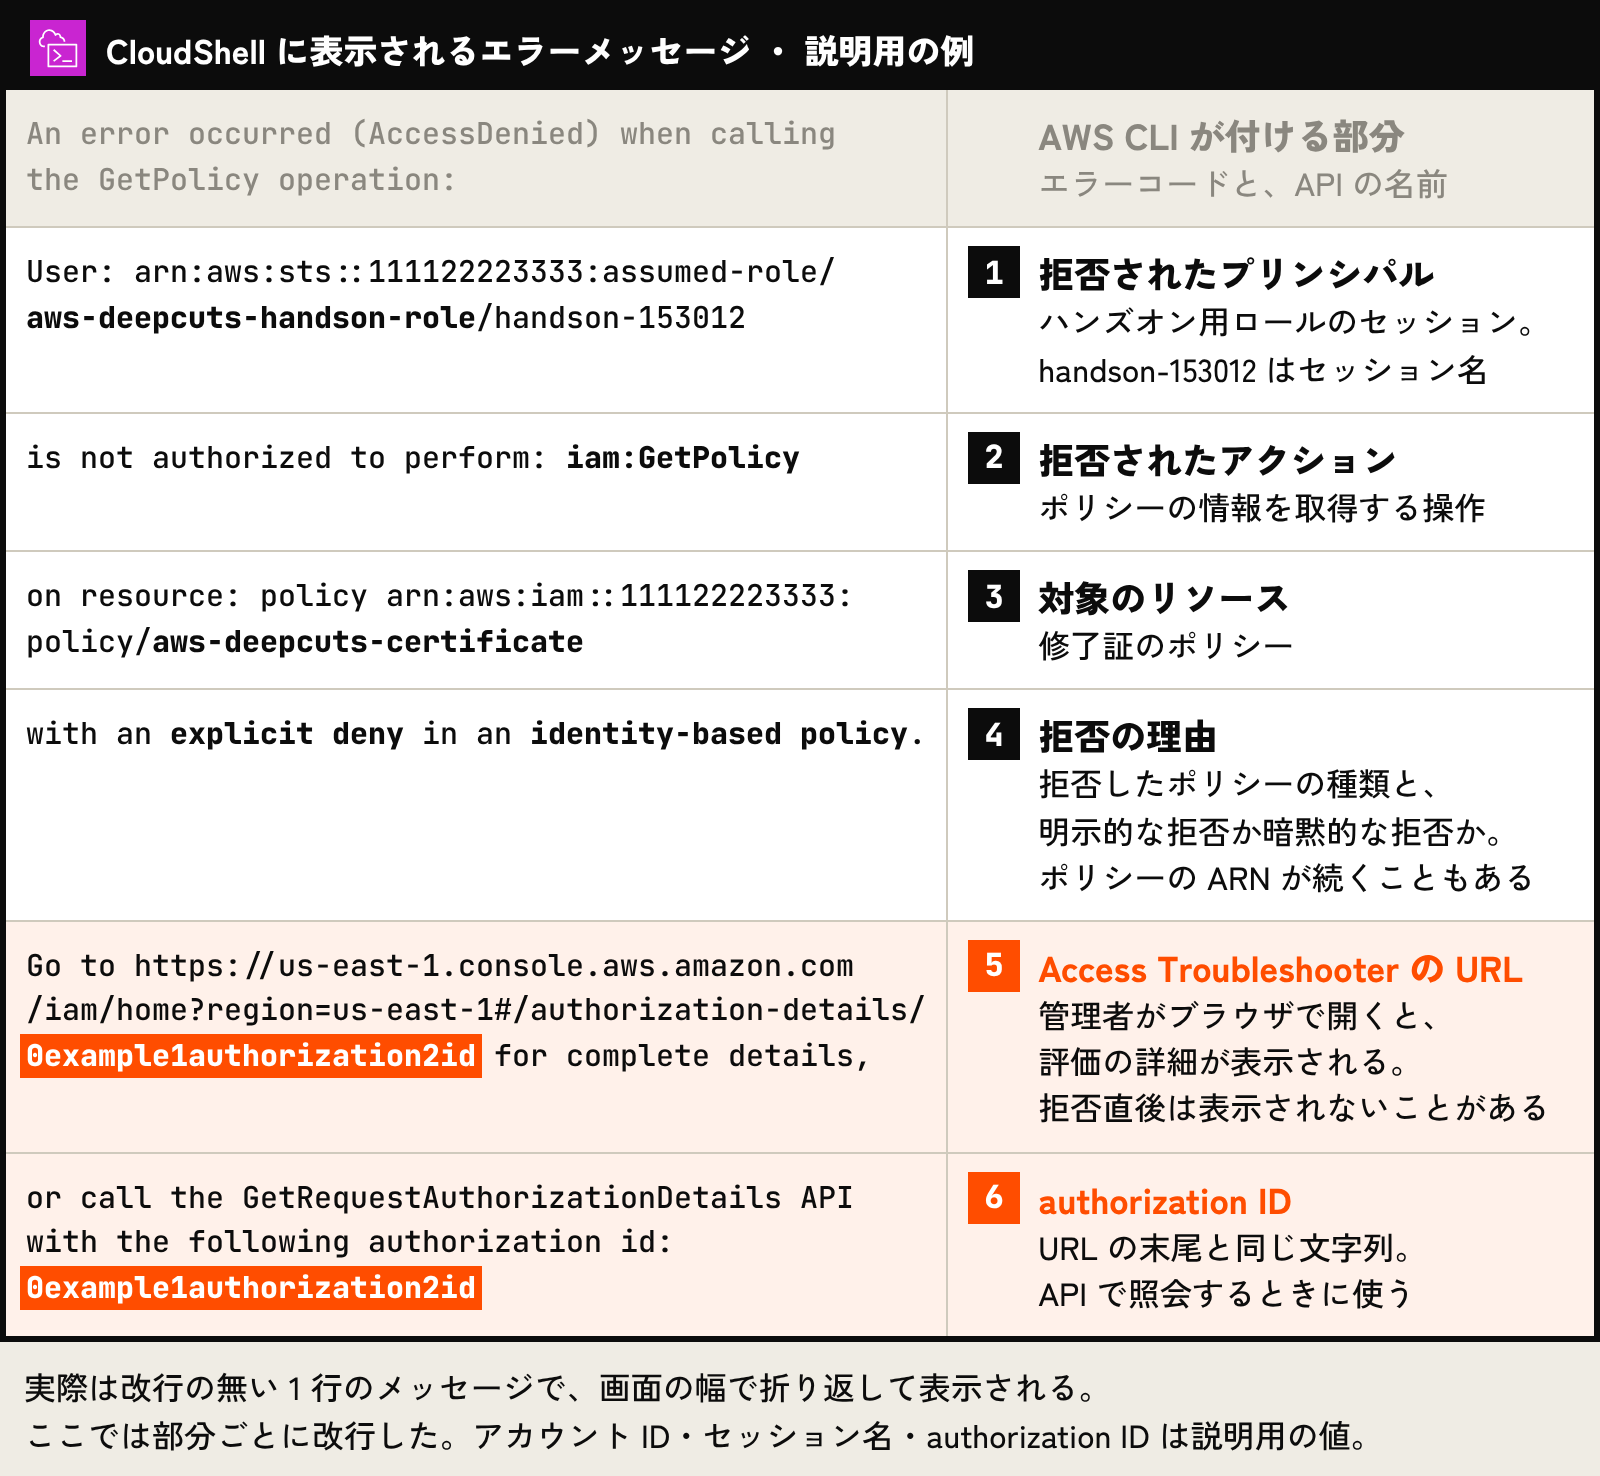 CloudShell に表示されるエラーメッセージ ・ 説明用の例
An error occurred (AccessDenied) when calling
the GetPolicy operation:
AWS CLI が付ける部分
エラーコードと、API の名前
User: arn:aws:sts::111122223333:assumed-role/
aws-deepcuts-handson-role/handson-153012
1 拒否されたプリンシパル
ハンズオン用ロールのセッション。
handson-153012 はセッション名
is not authorized to perform: iam:GetPolicy
2 拒否されたアクション
ポリシーの情報を取得する操作
on resource: policy arn:aws:iam::111122223333:
policy/aws-deepcuts-certificate
3 対象のリソース
修了証のポリシー
with an explicit deny in an identity-based policy.
4 拒否の理由
拒否したポリシーの種類と、
明示的な拒否か暗黙的な拒否か。
ポリシーの ARN が続くこともある
Go to https://us-east-1.console.aws.amazon.com
/iam/home?region=us-east-1#/authorization-details/
0example1authorization2id for complete details,
5 Access Troubleshooter の URL
管理者がブラウザで開くと、
評価の詳細が表示される。
拒否直後は表示されないことがある
or call the GetRequestAuthorizationDetails API
with the following authorization id:
0example1authorization2id
6 authorization ID
URL の末尾と同じ文字列。
API で照会するときに使う
実際は改行の無い 1 行のメッセージで、画面の幅で折り返して表示される。
ここでは部分ごとに改行した。アカウント ID・セッション名・authorization ID は説明用の値。